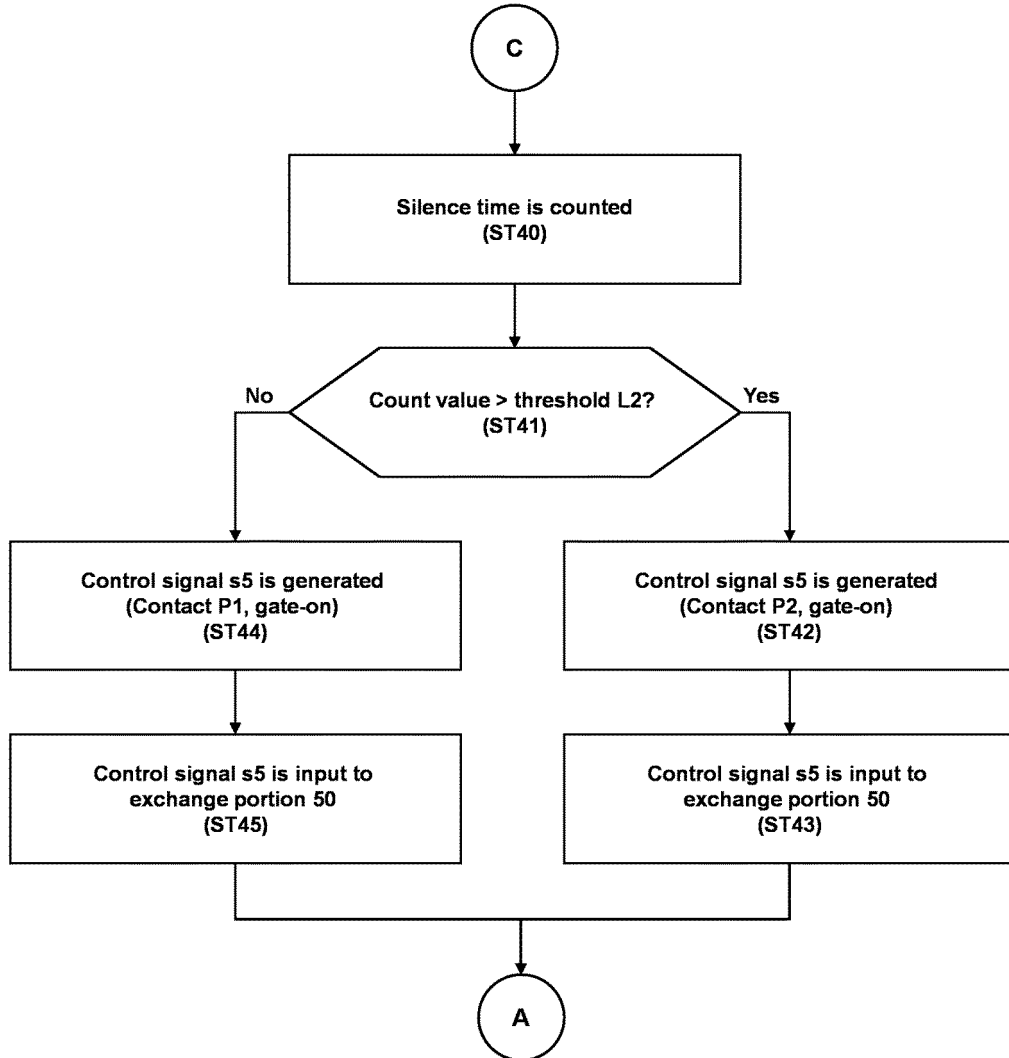 C
Silence time is counted
(ST40)
No
Count value > threshold L2?
(ST41)
Yes
Control signal s5 is generated
(Contact P1, gate-on)
(ST44)
Control signal s5 is generated
(Contact P2, gate-on)
(ST42)
Control signal s5 is input to
exchange portion 50
(ST45)
Control signal s5 is input to
exchange portion 50
(ST43)
A